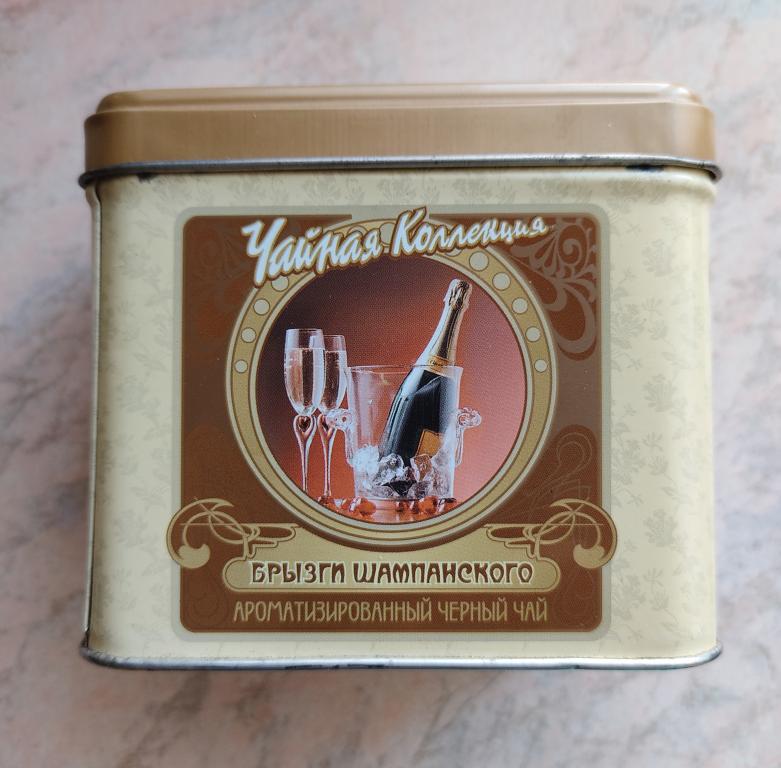 Чайная Коллекция
БРЫЗГИ ШАМПАНСКОГО
АРОМАТИЗИРОВАННЫЙ ЧЕРНЫЙ ЧАЙ